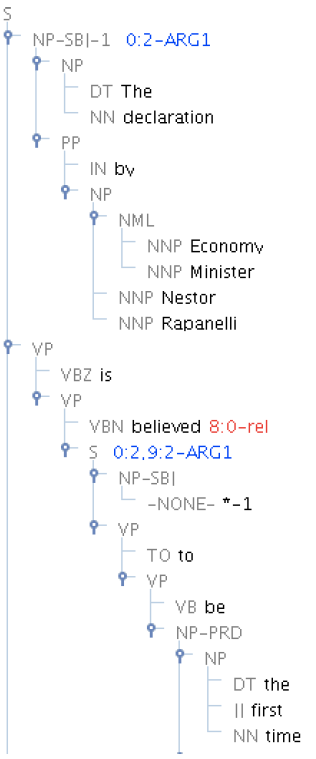 S
NP-SBJ-1 0:2-ARG1
NP
DT The
NN declaration
PP
IN by
NP
NML
NNP Economy
NNP Minister
NNP Nestor
NNP Rapanelli
VP
VBZ is
VP
VBN believed 8:0-rel
S 0:2,9:2-ARG1
NP-SBJ
-NONE- *-1
VP
TO to
VP
VB be
NP-PRD
NP
DT the
JJ first
NN time